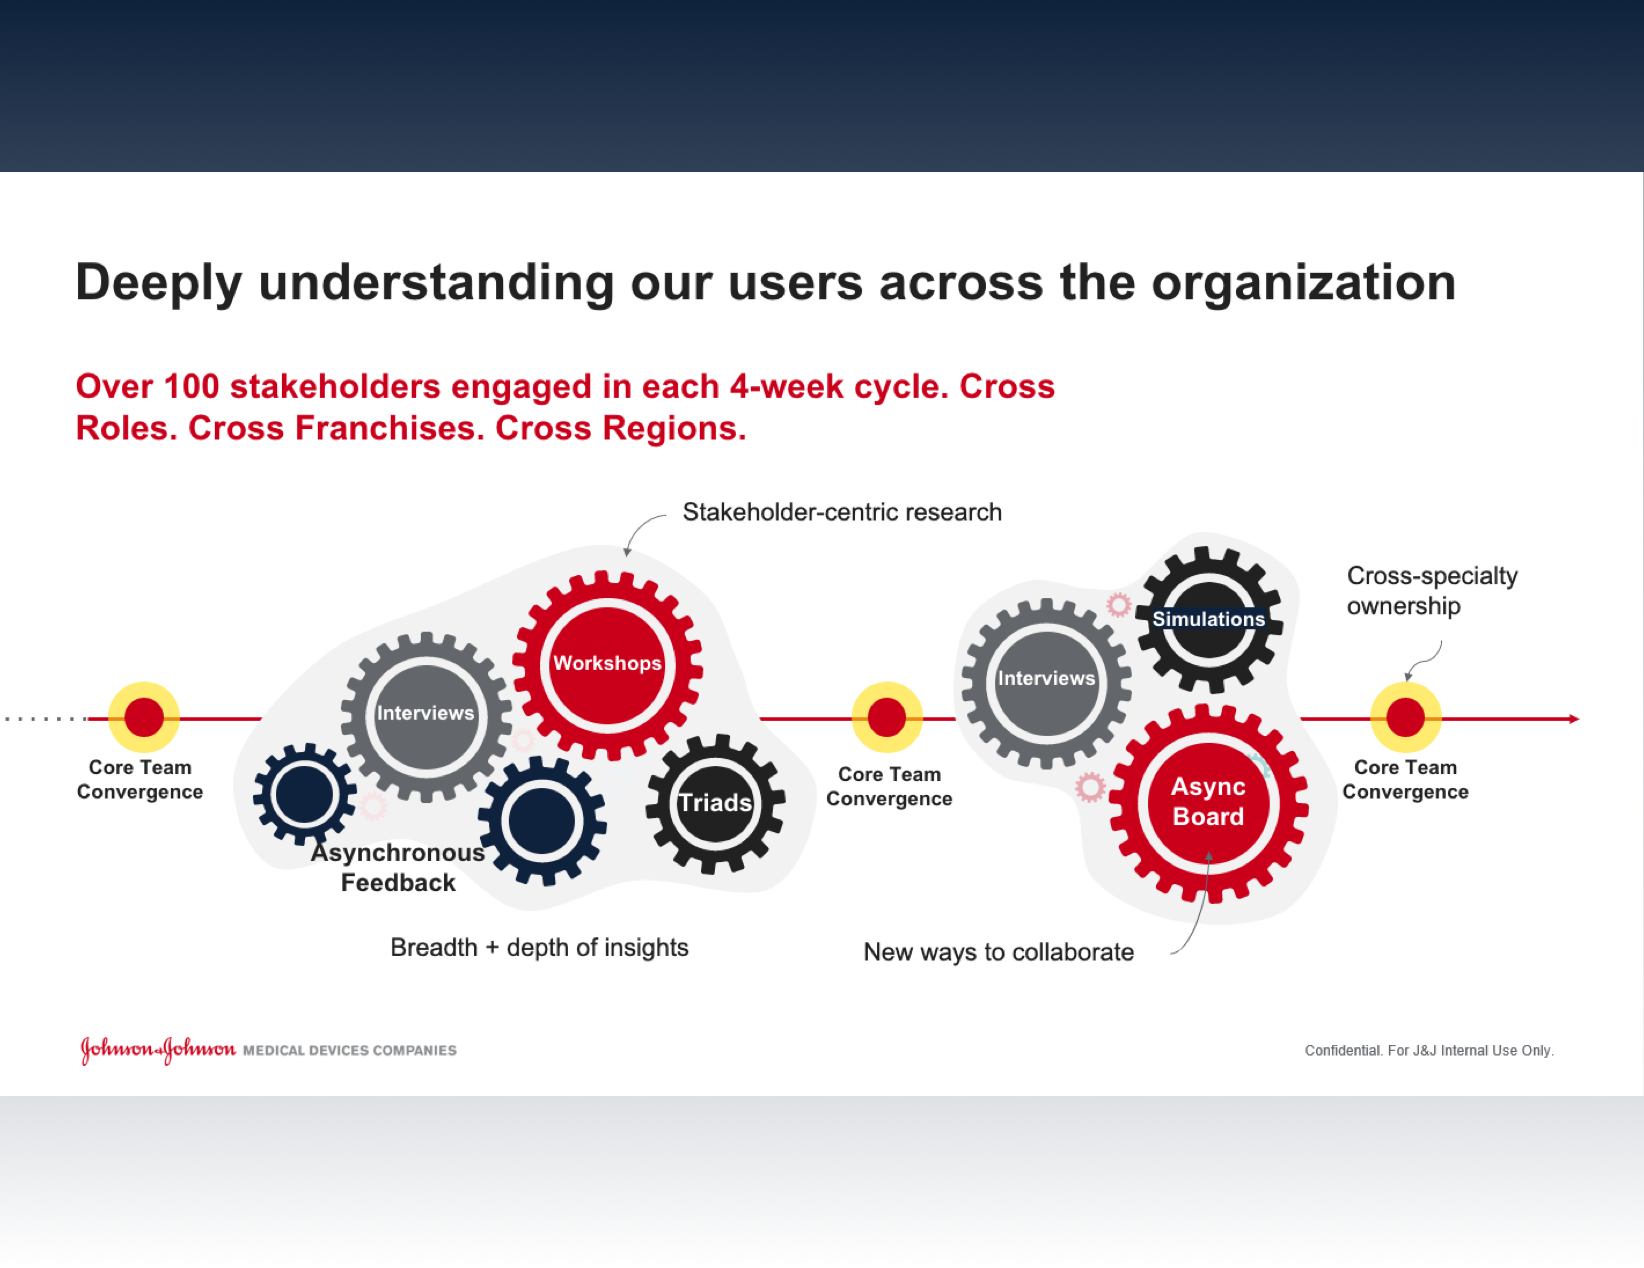 Deeply understanding our users across the organization
Over 100 stakeholders engaged in each 4-week cycle. Cross
Roles. Cross Franchises. Cross Regions.
Stakeholder-centric research
Cross-specialty
ownership
Simulations
Workshops
Interviews
Interviews
Core Team
Convergence
Core Team
Convergence
Core Team
Convergence
Triads
Async
Board
Asynchronous
Feedback
Breadth + depth of insights
New ways to collaborate
Johnson & Johnson MEDICAL DEVICES COMPANIES
Confidential. For J&J Internal Use Only.